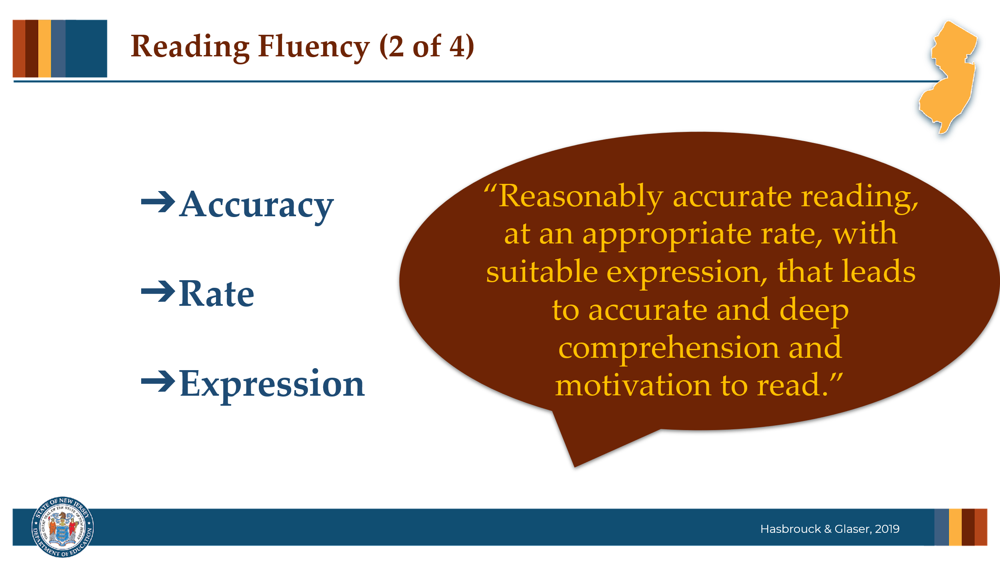 Reading Fluency (2 of 4)
➔Accuracy
➔Rate
➔Expression
“Reasonably accurate reading,
at an appropriate rate, with
suitable expression, that leads
to accurate and deep
comprehension and
motivation to read.”
STATE OF NEW JERSEY
THE GREAT SEAL OF THE STATE OF NEW JERSEY
DEPARTMENT OF EDUCATION
Hasbrouck & Glaser, 2019